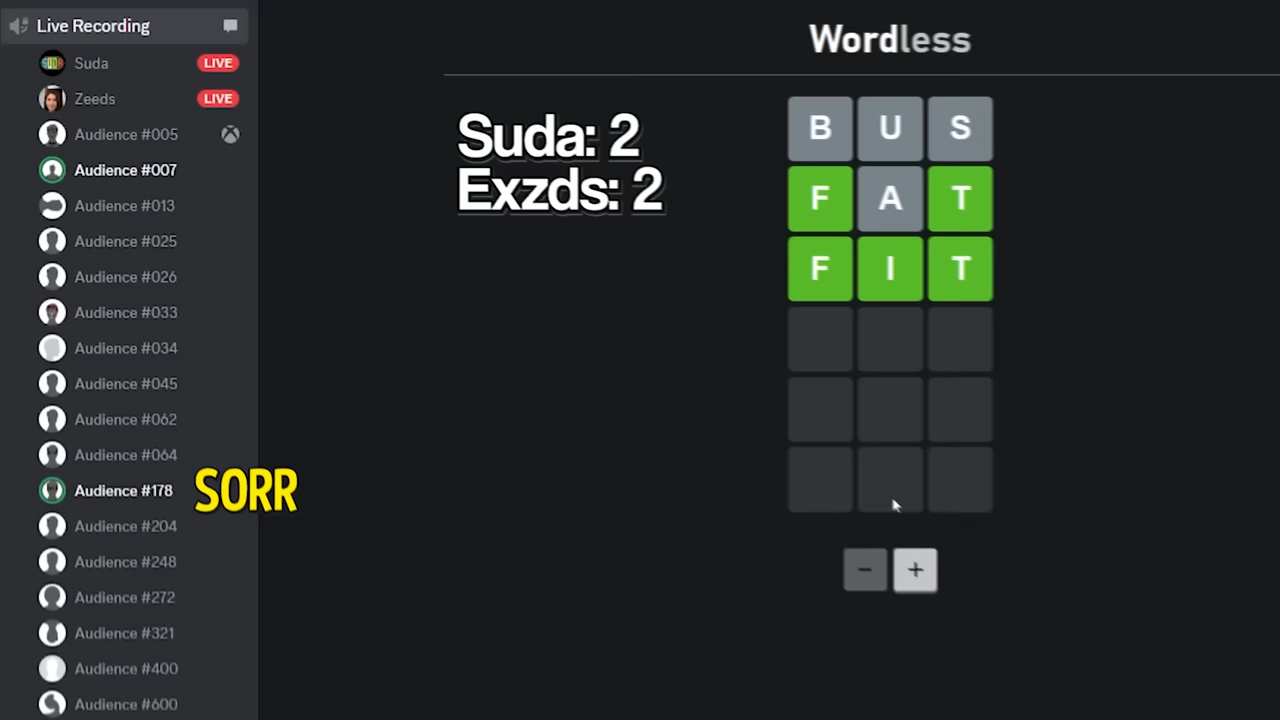 Live Recording
Suda LIVE
Zeeds LIVE
Audience #005
Audience #007
Audience #013
Audience #025
Audience #026
Audience #033
Audience #034
Audience #045
Audience #062
Audience #064
Audience #178
SORR
Audience #204
Audience #248
Audience #272
Audience #321
Audience #400
Audience #600
Wordless
Suda: 2
Exzds: 2
B U S
F A T
F I T
− +